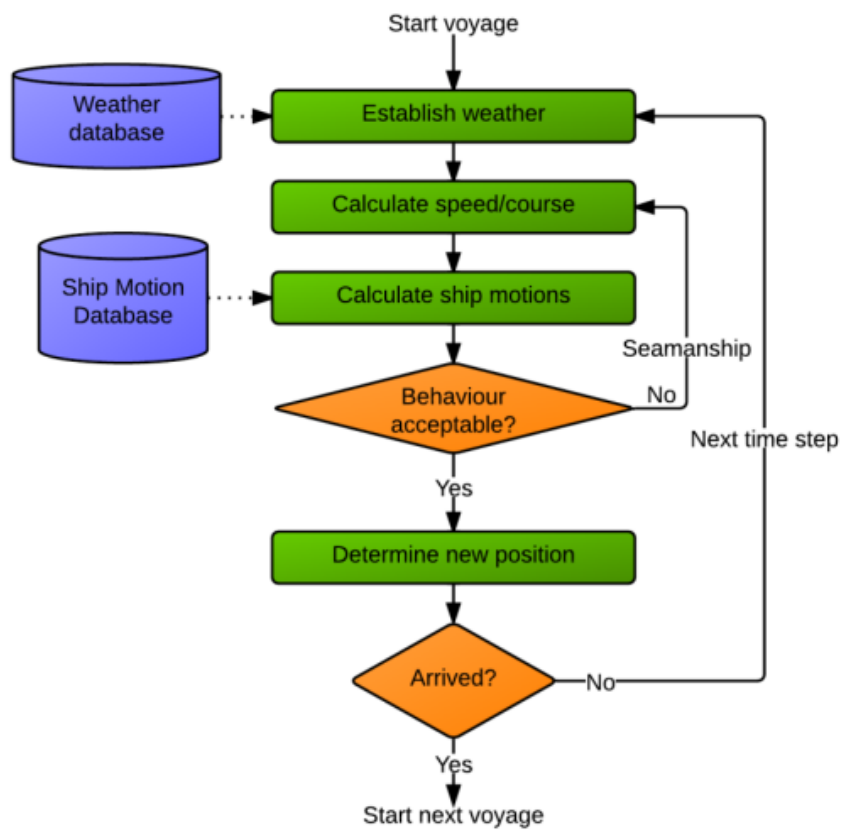 Start voyage
Weather
database
Establish weather
Calculate speed/course
Ship Motion
Database
Calculate ship motions
Seamanship
Behaviour
acceptable?
No
Next time step
Yes
Determine new position
Arrived?
No
Yes
Start next voyage